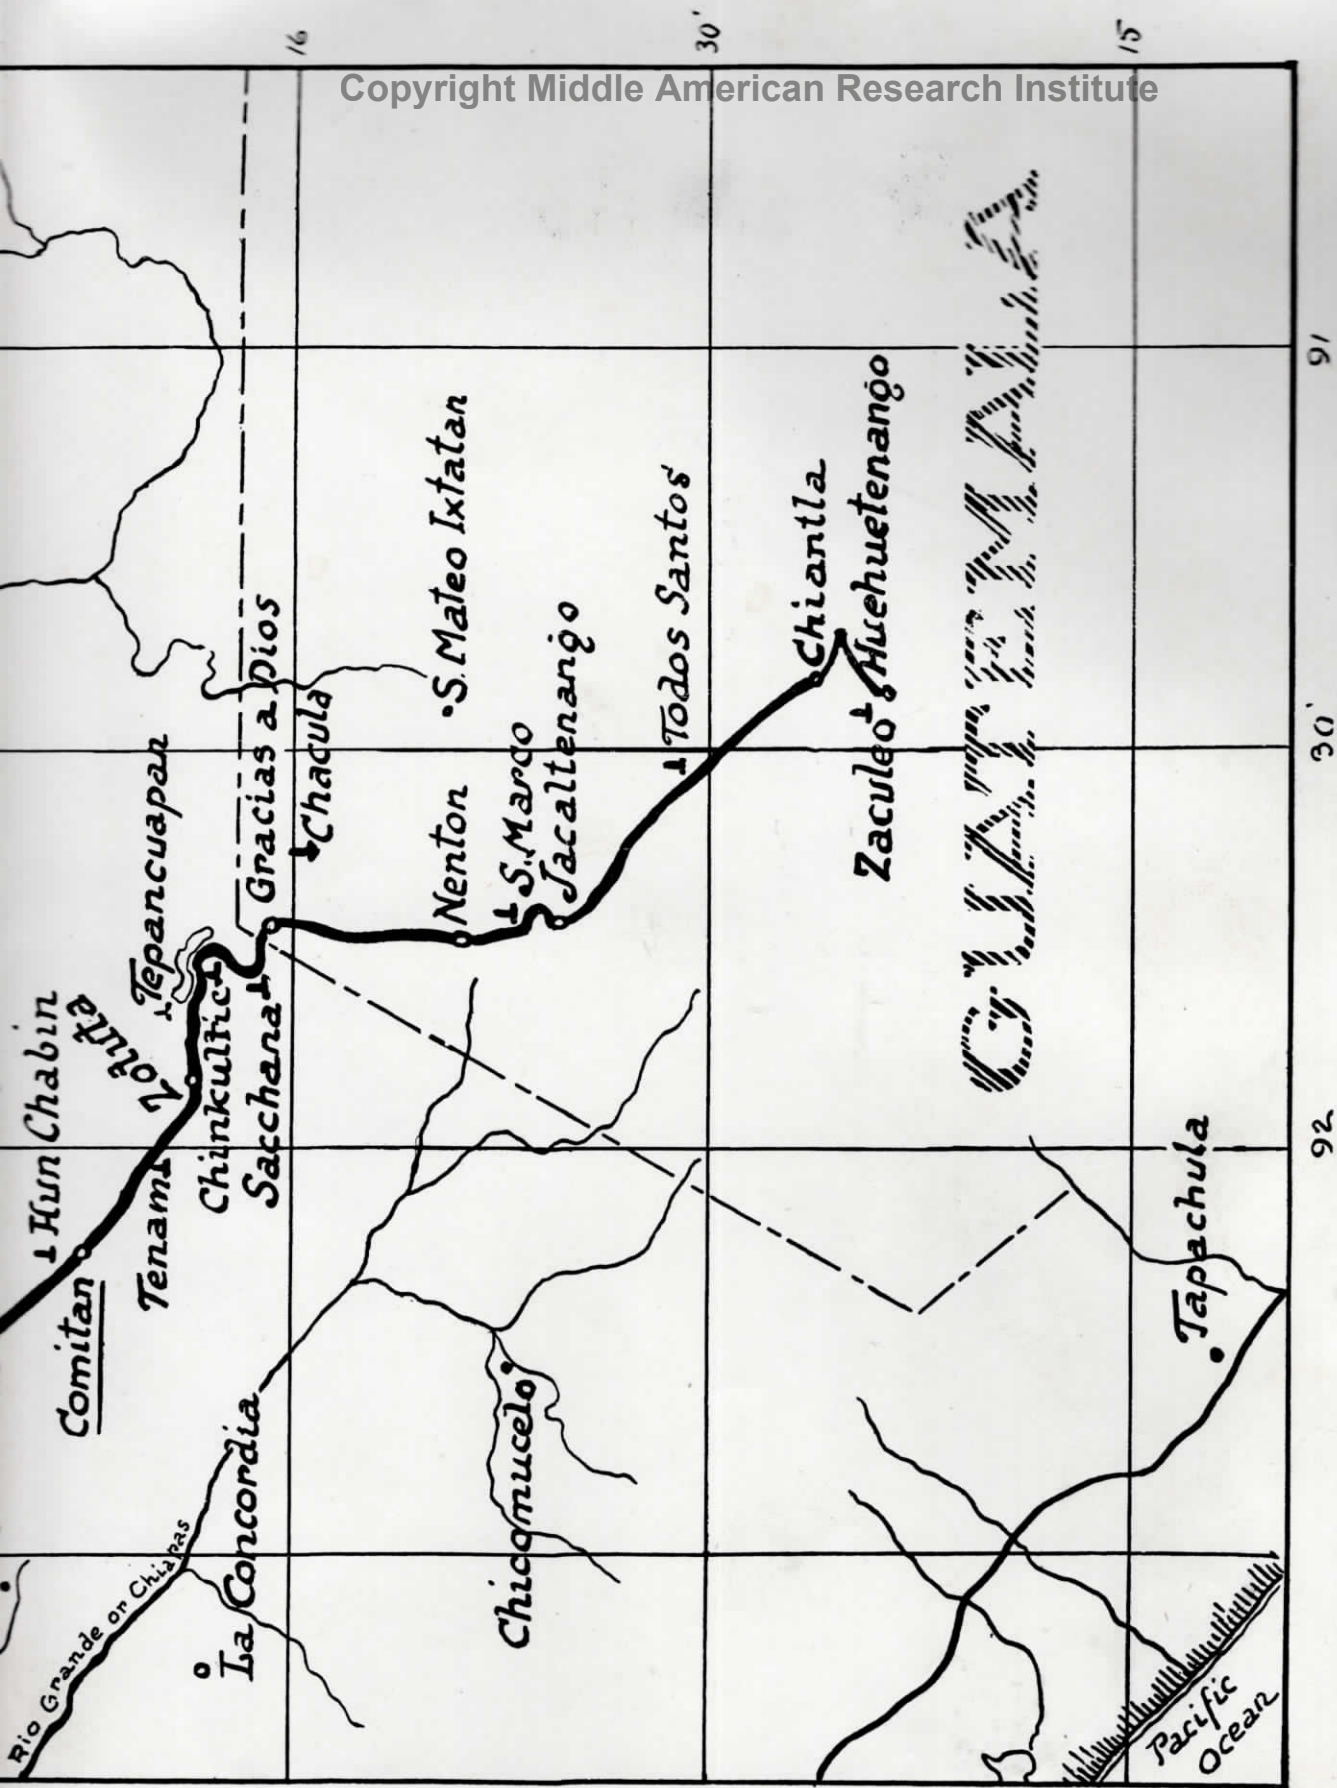 16
30'
15
Copyright Middle American Research Institute
Hun Chabin
Comitan
Tenam
Zotuta
Tepancuapan
Chinkultic
Sacchana
Gracias a Dios
Chacula
Nenton
S. Mateo Ixtatan
S. Marco
Jacaltenango
Todos Santos
Chiantla
Huehuetenango
Zaculeo
GUATEMALA
91
30'
92
Rio Grande or Chiapas
La Concordia
Chicomucelo
Tapachula
Pacific
Ocean